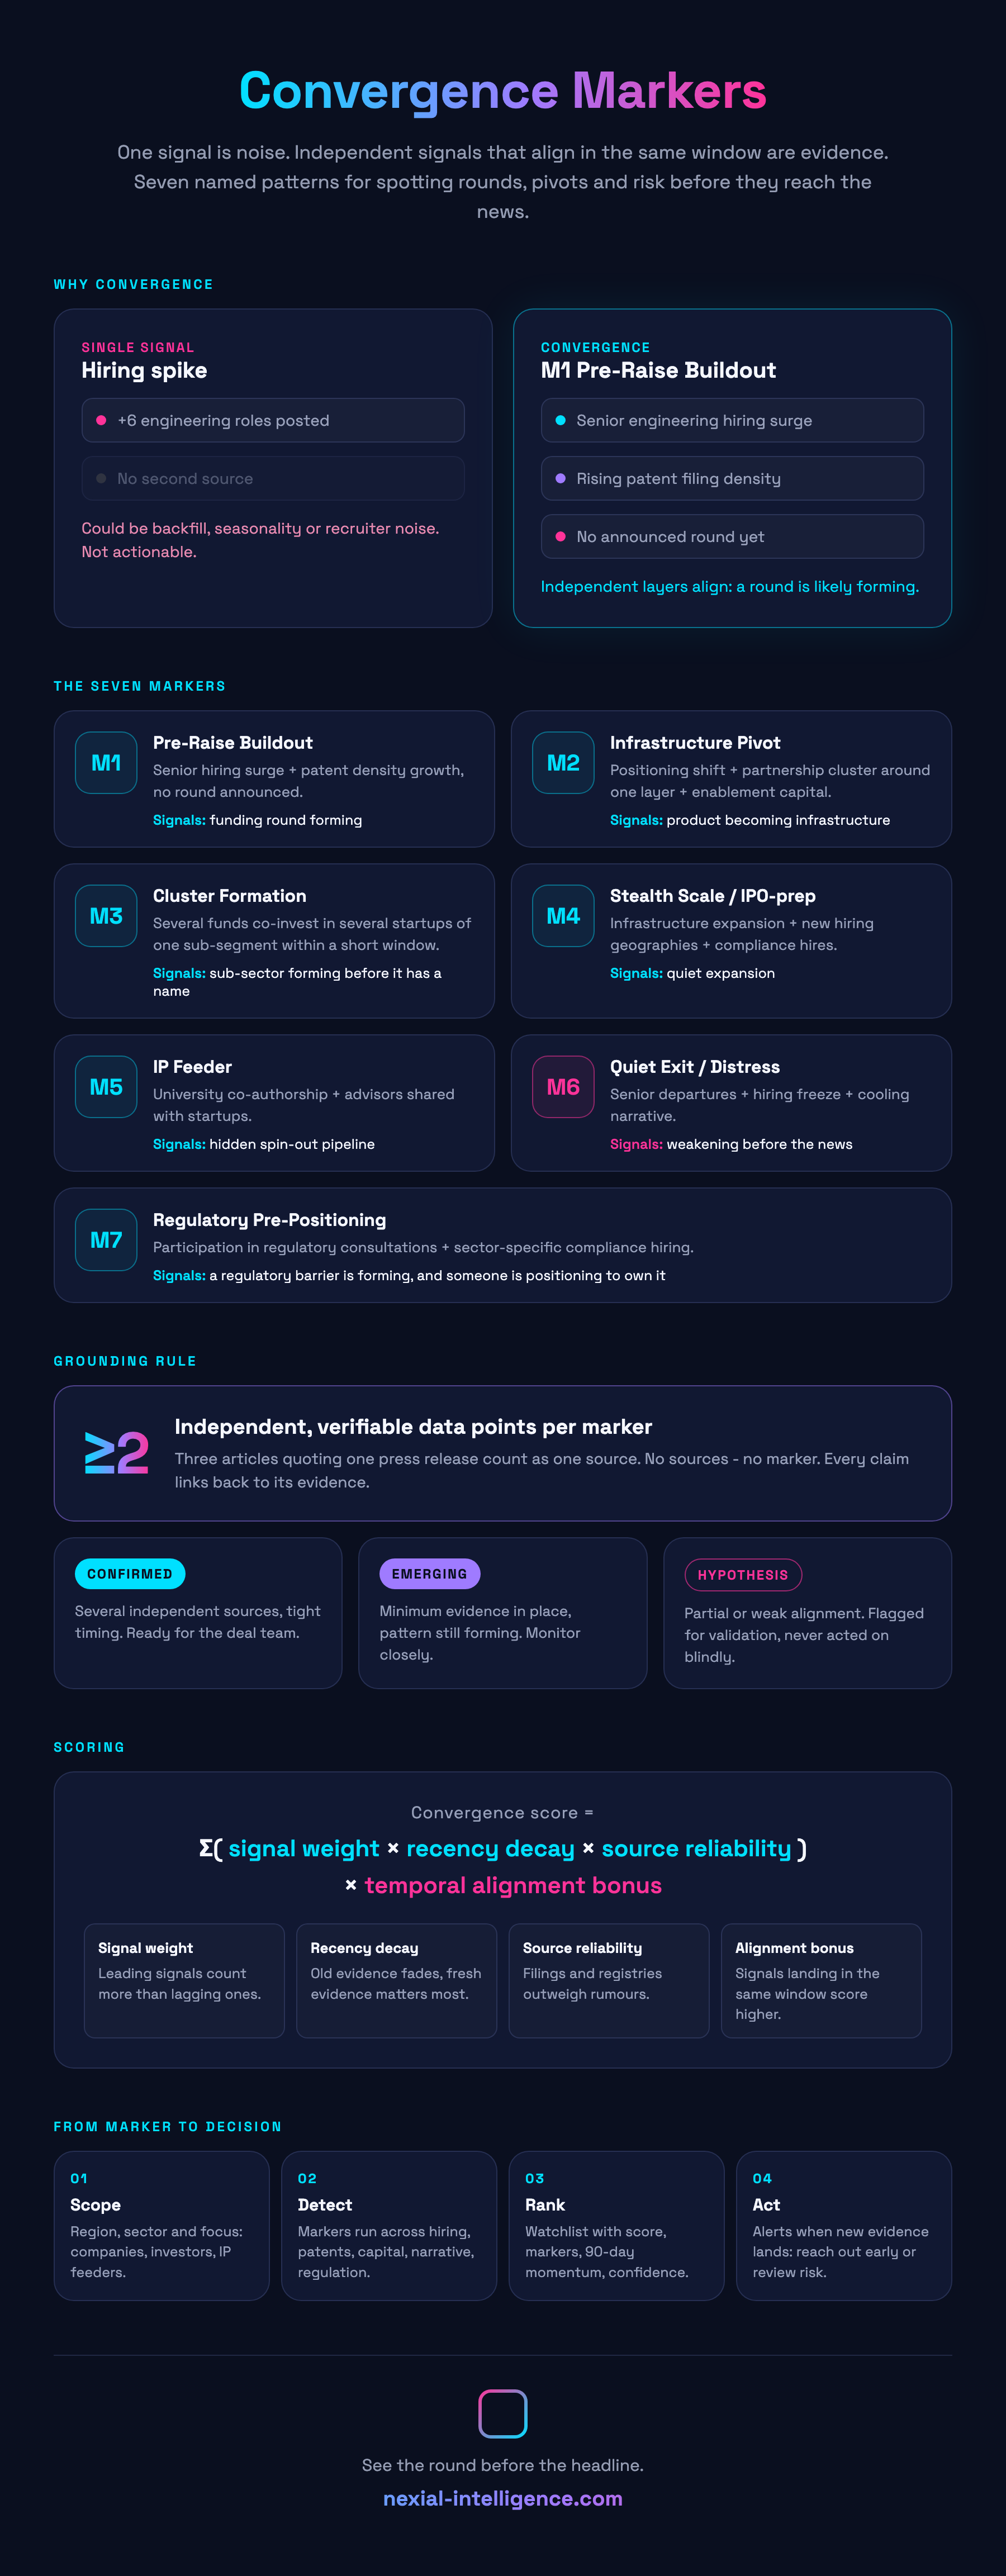 Convergence Markers
One signal is noise. Independent signals that align in the same window are evidence.
Seven named patterns for spotting rounds, pivots and risk before they reach the
news.
WHY CONVERGENCE
SINGLE SIGNAL
Hiring spike
+6 engineering roles posted
No second source
Could be backfill, seasonality or recruiter noise.
Not actionable.
CONVERGENCE
M1 Pre-Raise Buildout
Senior engineering hiring surge
Rising patent filing density
No announced round yet
Independent layers align: a round is likely forming.
THE SEVEN MARKERS
M1
Pre-Raise Buildout
Senior hiring surge + patent density growth,
no round announced.
Signals: funding round forming
M2
Infrastructure Pivot
Positioning shift + partnership cluster around
one layer + enablement capital.
Signals: product becoming infrastructure
M3
Cluster Formation
Several funds co-invest in several startups of
one sub-segment within a short window.
Signals: sub-sector forming before it has a
name
M4
Stealth Scale / IPO-prep
Infrastructure expansion + new hiring
geographies + compliance hires.
Signals: quiet expansion
M5
IP Feeder
University co-authorship + advisors shared
with startups.
Signals: hidden spin-out pipeline
M6
Quiet Exit / Distress
Senior departures + hiring freeze + cooling
narrative.
Signals: weakening before the news
M7
Regulatory Pre-Positioning
Participation in regulatory consultations + sector-specific compliance hiring.
Signals: a regulatory barrier is forming, and someone is positioning to own it
GROUNDING RULE
≥2
Independent, verifiable data points per marker
Three articles quoting one press release count as one source. No sources - no marker. Every claim
links back to its evidence.
CONFIRMED
Several independent sources, tight
timing. Ready for the deal team.
EMERGING
Minimum evidence in place,
pattern still forming. Monitor
closely.
HYPOTHESIS
Partial or weak alignment. Flagged
for validation, never acted on
blindly.
SCORING
Convergence score =
Σ( signal weight × recency decay × source reliability )
× temporal alignment bonus
Signal weight
Leading signals count
more than lagging ones.
Recency decay
Old evidence fades, fresh
evidence matters most.
Source reliability
Filings and registries
outweigh rumours.
Alignment bonus
Signals landing in the
same window score
higher.
FROM MARKER TO DECISION
01
Scope
Region, sector and focus:
companies, investors, IP
feeders.
02
Detect
Markers run across hiring,
patents, capital, narrative,
regulation.
03
Rank
Watchlist with score,
markers, 90-day
momentum, confidence.
04
Act
Alerts when new evidence
lands: reach out early or
review risk.
See the round before the headline.
nexial-intelligence.com